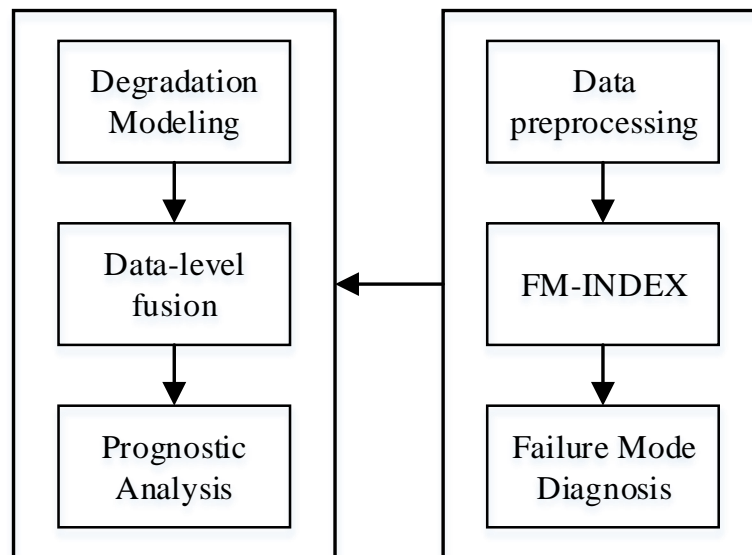 Degradation
Modeling
Data-level
fusion
Prognostic
Analysis
Data
preprocessing
FM-INDEX
Failure Mode
Diagnosis